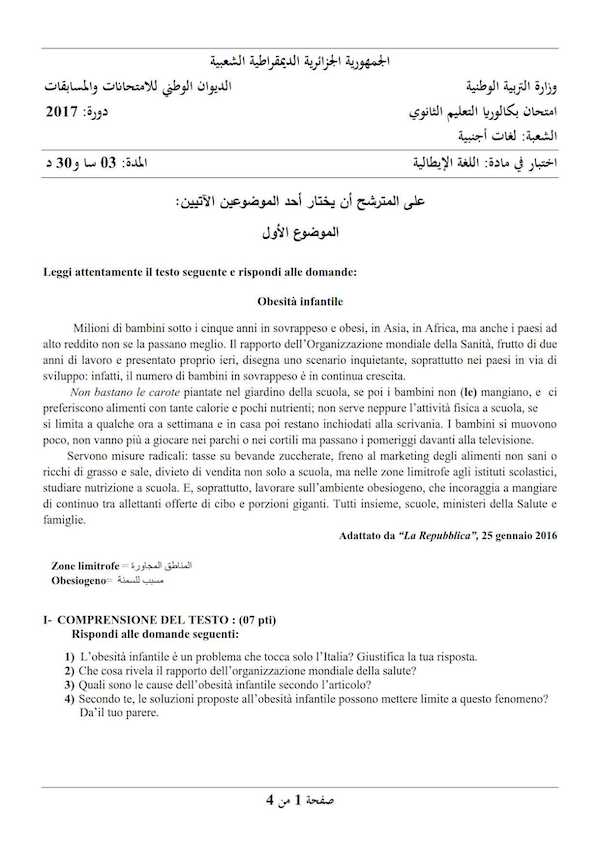 الجمهورية الجزائرية الديمقراطية الشعبية
وزارة التربية الوطنية الديوان الوطني للامتحانات والمسابقات
امتحان بكالوريا التعليم الثانوي دورة: 2017
الشعبة: لغات أجنبية
اختبار في مادة: اللغة الإيطالية المدة: 03 سا و30 د
على المترشح أن يختار أحد الموضوعين الآتيين:
الموضوع الأول
Leggi attentamente il testo seguente e rispondi alle domande:
Obesità infantile
Milioni di bambini sotto i cinque anni in sovrappeso e obesi, in Asia, in Africa, ma anche i paesi ad
alto reddito non se la passano meglio. Il rapporto dell'Organizzazione mondiale della Sanità, frutto di due
anni di lavoro e presentato proprio ieri, disegna uno scenario inquietante, soprattutto nei paesi in via di
sviluppo: infatti, il numero di bambini in sovrappeso è in continua crescita.
Non bastano le carote piantate nel giardino della scuola, se poi i bambini non (le) mangiano, e ci
preferiscono alimenti con tante calorie e pochi nutrienti; non serve neppure l'attività fisica a scuola, se
si limita a qualche ora a settimana e in casa poi restano inchiodati alla scrivania. I bambini si muovono
poco, non vanno più a giocare nei parchi o nei cortili ma passano i pomeriggi davanti alla televisione.
Servono misure radicali: tasse su bevande zuccherate, freno al marketing degli alimenti non sani o
ricchi di grasso e sale, divieto di vendita non solo a scuola, ma nelle zone limitrofe agli istituti scolastici,
studiare nutrizione a scuola. E, soprattutto, lavorare sull'ambiente obesiogeno, che incoraggia a mangiare
di continuo tra allettanti offerte di cibo e porzioni giganti. Tutti insieme, scuole, ministeri della Salute e
famiglie.
Adattato da “La Repubblica”, 25 gennaio 2016
Zone limitrofe = المناطق المجاورة
Obesiogeno= مسبب للسمنة
I- COMPRENSIONE DEL TESTO : (07 pti)
Rispondi alle domande seguenti:
1) L'obesità infantile é un problema che tocca solo l'Italia? Giustifica la tua risposta.
2) Che cosa rivela il rapporto dell'organizzazione mondiale della salute?
3) Quali sono le cause dell'obesità infantile secondo l'articolo?
4) Secondo te, le soluzioni proposte all'obesità infantile possono mettere limite a questo fenomeno?
Da'il tuo parere.
صفحة 1 من 4